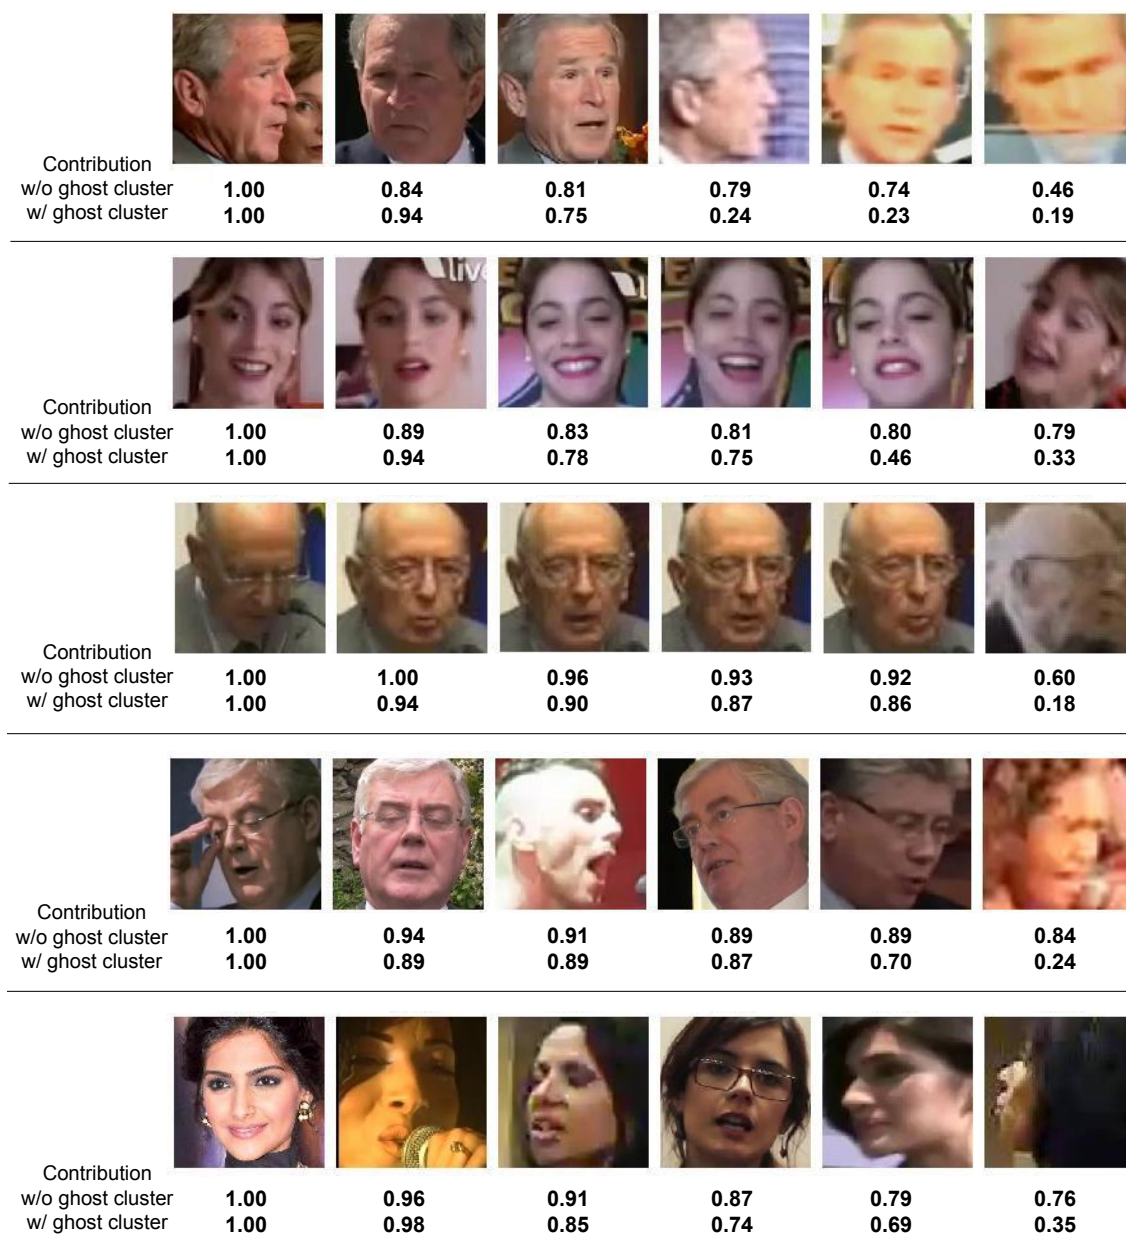 Contribution
w/o ghost cluster 1.00 0.84 0.81 0.79 0.74 0.46
w/ ghost cluster 1.00 0.94 0.75 0.24 0.23 0.19
live
Contribution
w/o ghost cluster 1.00 0.89 0.83 0.81 0.80 0.79
w/ ghost cluster 1.00 0.94 0.78 0.75 0.46 0.33
Contribution
w/o ghost cluster 1.00 1.00 0.96 0.93 0.92 0.60
w/ ghost cluster 1.00 0.94 0.90 0.87 0.86 0.18
Contribution
w/o ghost cluster 1.00 0.94 0.91 0.89 0.89 0.84
w/ ghost cluster 1.00 0.89 0.89 0.87 0.70 0.24
Contribution
w/o ghost cluster 1.00 0.96 0.91 0.87 0.79 0.76
w/ ghost cluster 1.00 0.98 0.85 0.74 0.69 0.35